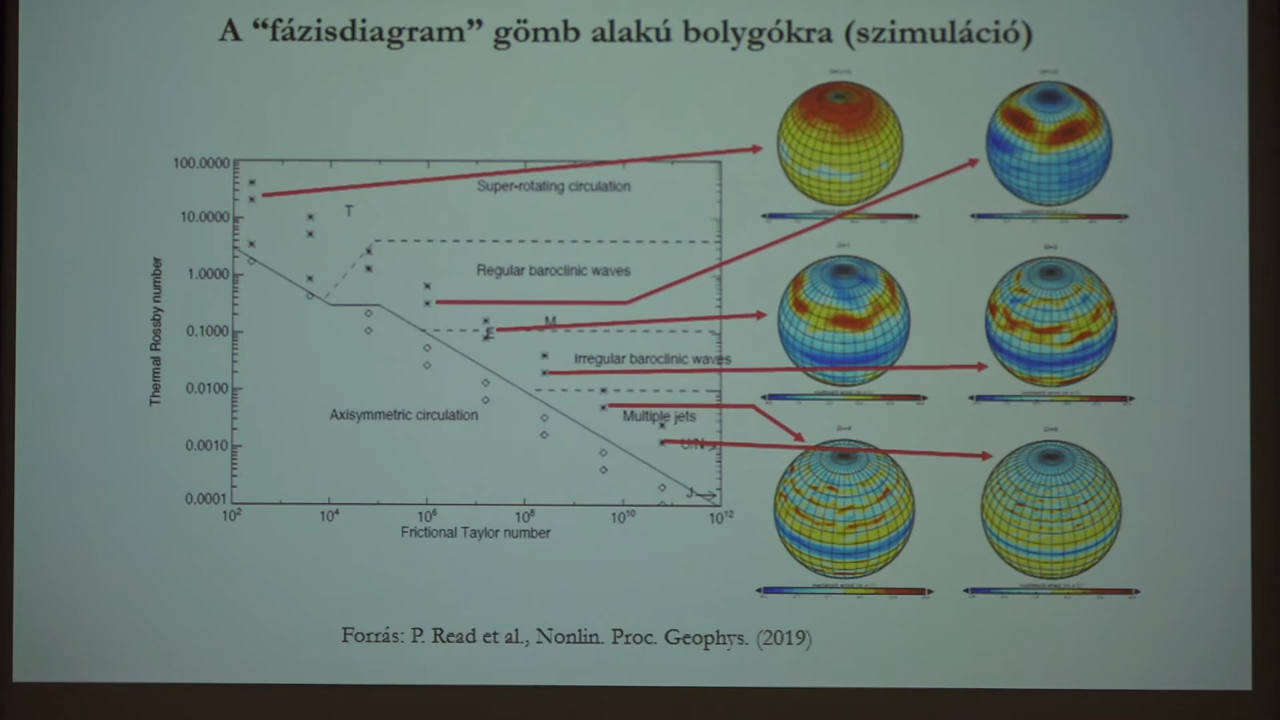 A “fázisdiagram” gömb alakú bolygókra (szimuláció)
Thermal Rossby number
100.0000
10.0000
1.0000
0.1000
0.0100
0.0010
0.0001
Super-rotating circulation
T
Regular baroclinic waves
M
E
Irregular baroclinic waves
Axisymmetric circulation
Multiple jets
U/N
J
10²
10⁴
10⁶
10⁸
10¹⁰
10¹²
Frictional Taylor number
Forrás: P. Read et al., Nonlin. Proc. Geophys. (2019)